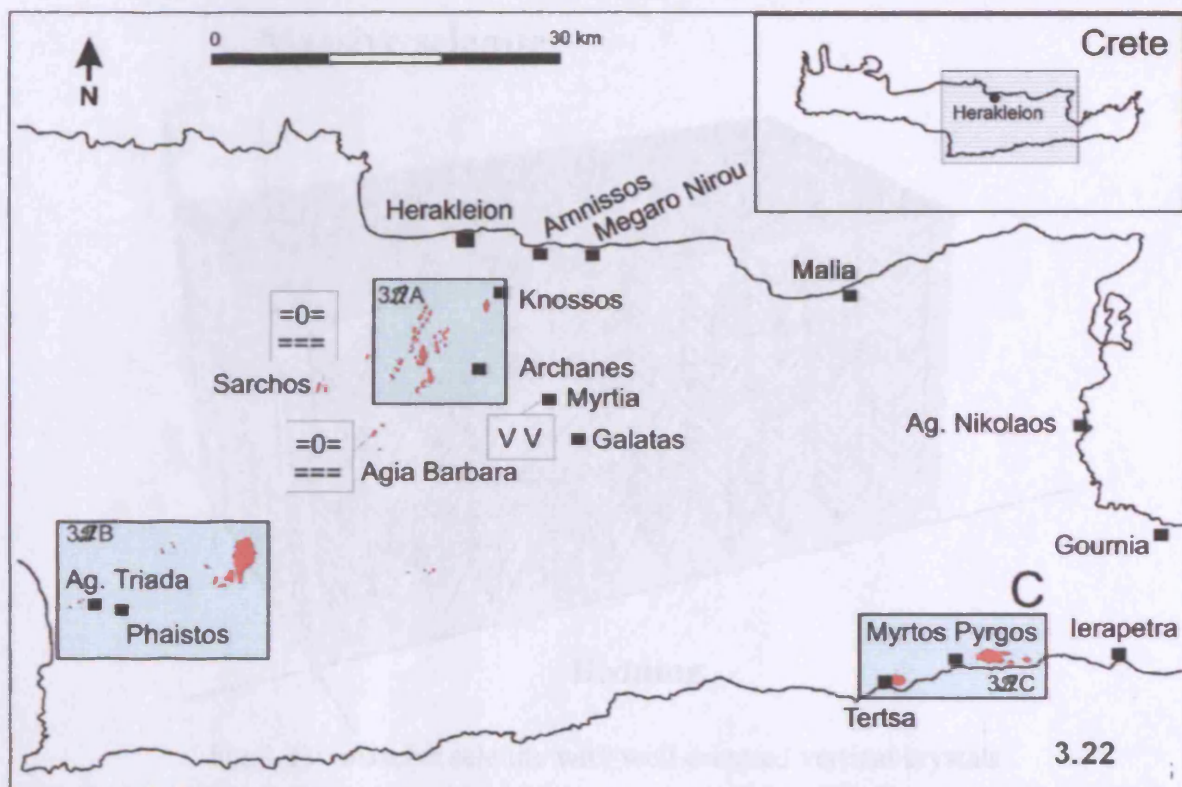 0 30 km
N
Crete
Herakleion
Herakleion
Amnissos
Megaro Nirou
Malia
Knossos
=0=
===
Sarchos
Archanes
Myrtia
V V
Galatas
Ag. Nikolaos
=0=
===
Agia Barbara
Gournia
Ag. Triada
Phaistos
C
Myrtos Pyrgos
Ierapetra
Tertsa
3.22